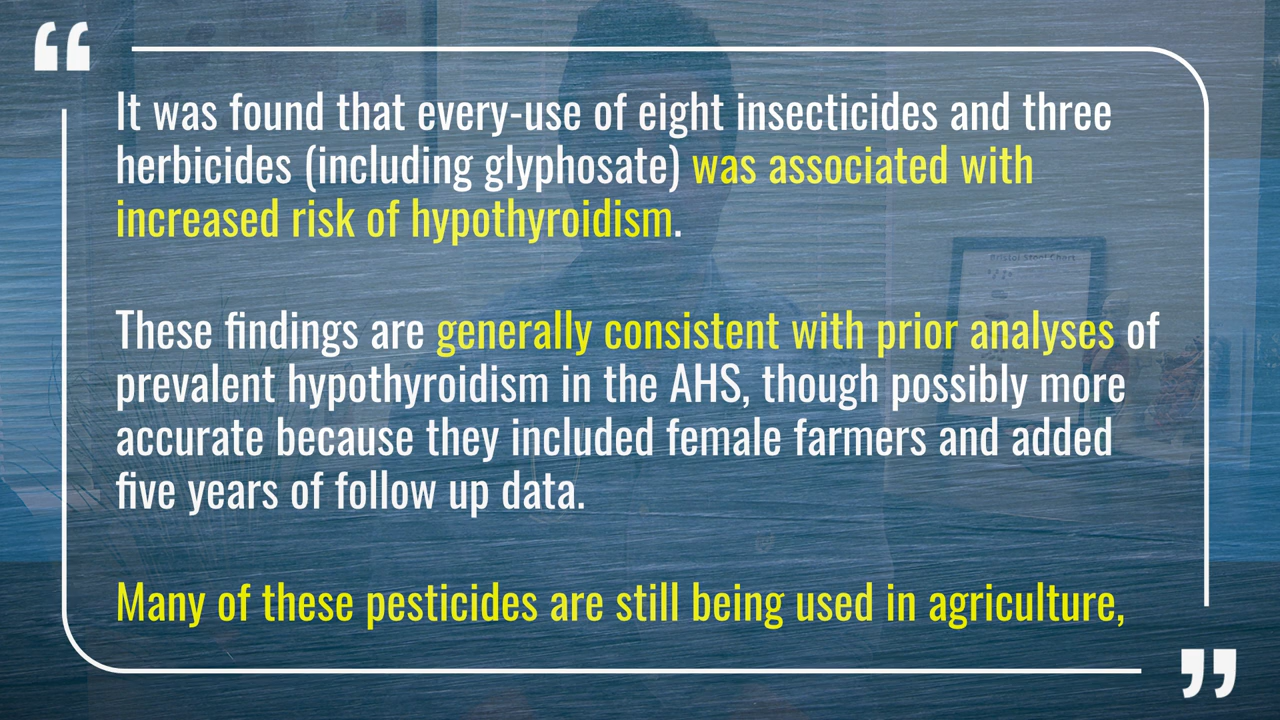 “
It was found that every-use of eight insecticides and three
herbicides (including glyphosate) was associated with
increased risk of hypothyroidism.
These findings are generally consistent with prior analyses of
prevalent hypothyroidism in the AHS, though possibly more
accurate because they included female farmers and added
five years of follow up data.
Many of these pesticides are still being used in agriculture,
”
Bristol Stool Chart